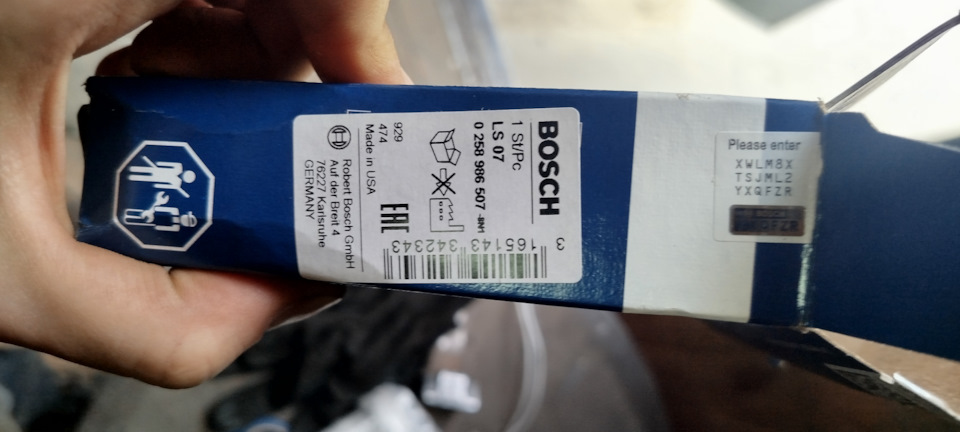 BOSCH
1 St/Pc
LS 07
0 258 986 507 -8N1
EAC
929
474
Made in USA
Robert Bosch GmbH
Auf der Breit 4
76227 Karlsruhe
GERMANY
3 165143 342343
Please enter
XWLM8X
TSJML2
YXQFZR